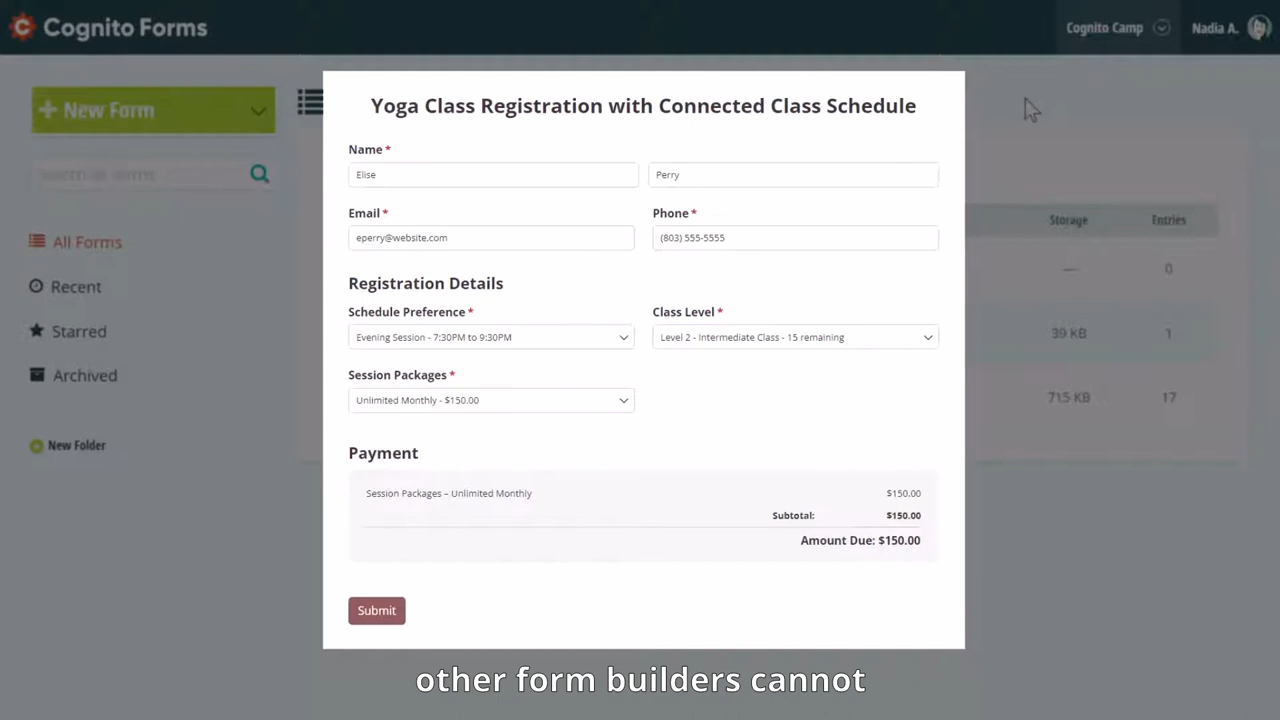 Cognito Forms
Cognito Camp
Nadia A.
New Form
All Forms
Recent
Starred
Archived
New Folder
Storage
Entries
0
39 KB
1
715 KB
17
Yoga Class Registration with Connected Class Schedule
Name *
Elise
Perry
Email *
Phone *
eperry@website.com
(803) 555-5555
Registration Details
Schedule Preference *
Class Level *
Evening Session - 7:30PM to 9:30PM
Level 2 - Intermediate Class - 15 remaining
Session Packages *
Unlimited Monthly - $150.00
Payment
Session Packages – Unlimited Monthly $150.00
Subtotal: $150.00
Amount Due: $150.00
Submit
other form builders cannot